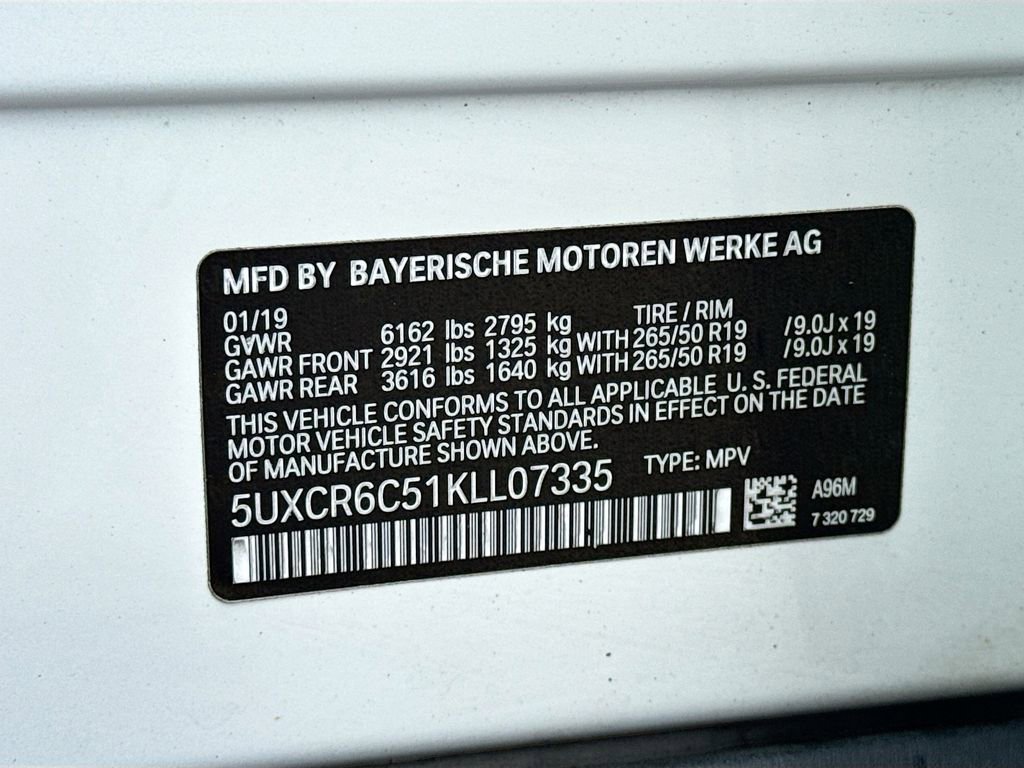 MFD BY BAYERISCHE MOTOREN WERKE AG
01/19 TIRE / RIM
GVWR 6162 lbs 2795 kg
GAWR FRONT 2921 lbs 1325 kg WITH 265/50 R19 /9.0J x 19
GAWR REAR 3616 lbs 1640 kg WITH 265/50 R19 /9.0J x 19
THIS VEHICLE CONFORMS TO ALL APPLICABLE U. S. FEDERAL
MOTOR VEHICLE SAFETY STANDARDS IN EFFECT ON THE DATE
OF MANUFACTURE SHOWN ABOVE.
5UXCR6C51KLL07335 TYPE: MPV
A96M
7 320 729